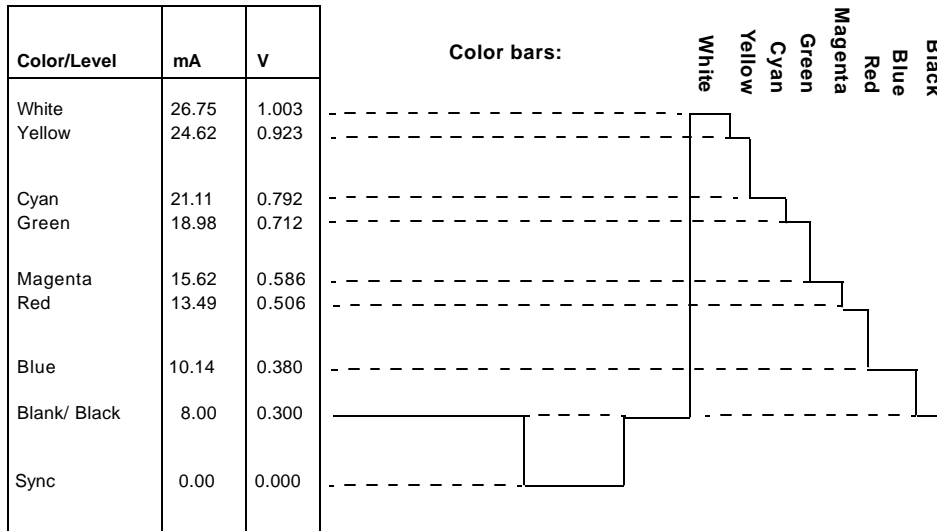 Color/Level mA V
White 26.75 1.003
Yellow 24.62 0.923
Cyan 21.11 0.792
Green 18.98 0.712
Magenta 15.62 0.586
Red 13.49 0.506
Blue 10.14 0.380
Blank/ Black 8.00 0.300
Sync 0.00 0.000
Color bars:
White
Yellow
Cyan
Green
Magenta
Red
Blue
Black